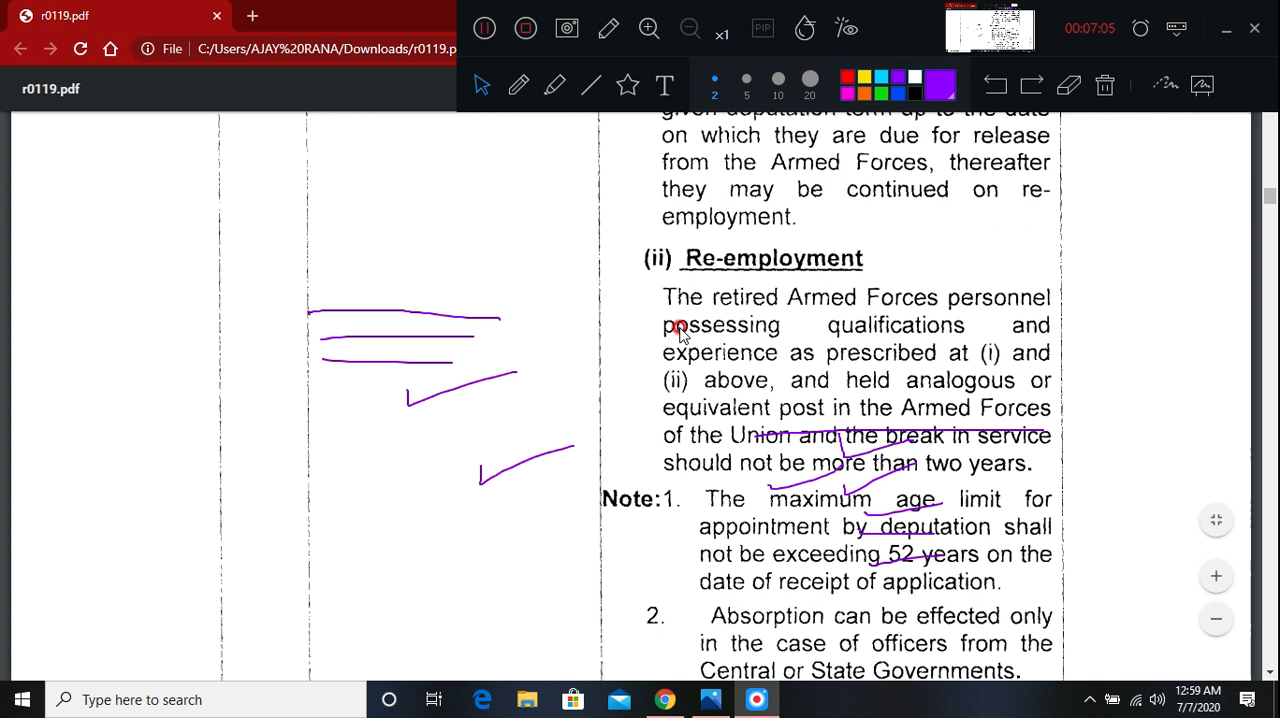 r0119.pdf
x1
PIP
00:07:05
File
C:/Users/AJAY%20RANA/Downloads/r0119.p
r0119.pdf
T
2
5
10
20
on which they are due for release
from the Armed Forces, thereafter
they may be continued on re-
employment.
(ii) Re-employment
The retired Armed Forces personnel
possessing qualifications and
experience as prescribed at (i) and
(ii) above, and held analogous or
equivalent post in the Armed Forces
of the Union and the break in service
should not be more than two years.
Note: 1. The maximum age limit for
appointment by deputation shall
not be exceeding 52 years on the
date of receipt of application.
2. Absorption can be effected only
in the case of officers from the
Central or State Governments.
Type here to search
12:59 AM
7/7/2020